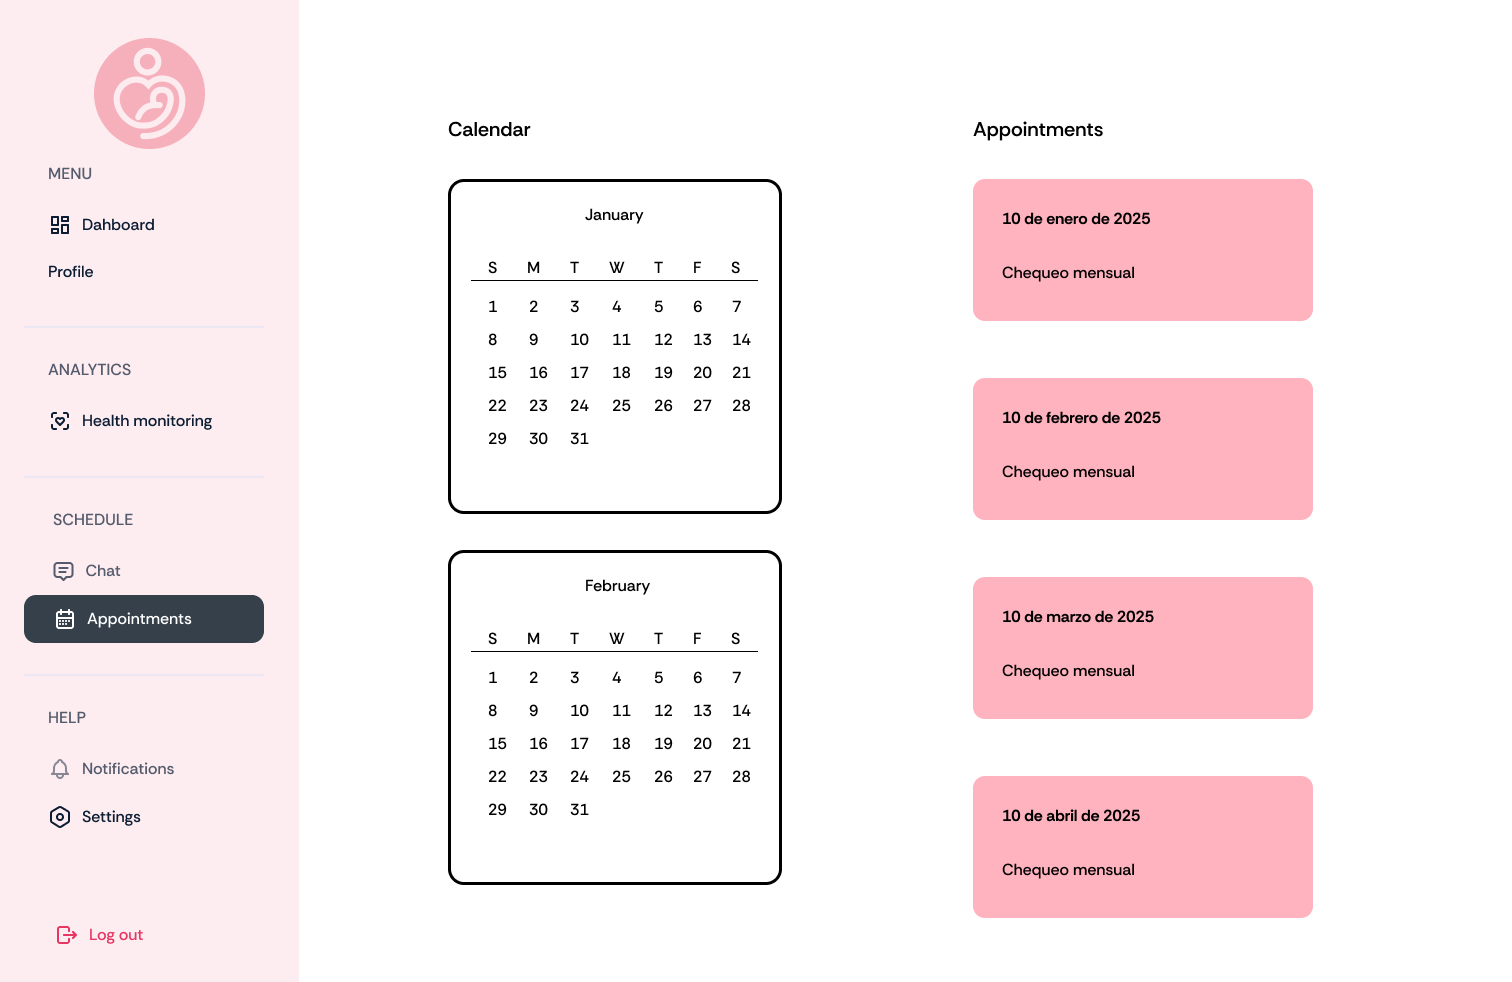 MENU
Dahboard
Profile
ANALYTICS
Health monitoring
SCHEDULE
Chat
Appointments
HELP
Notifications
Settings
Log out
Calendar
January
S M T W T F S
1 2 3 4 5 6 7
8 9 10 11 12 13 14
15 16 17 18 19 20 21
22 23 24 25 26 27 28
29 30 31
February
S M T W T F S
1 2 3 4 5 6 7
8 9 10 11 12 13 14
15 16 17 18 19 20 21
22 23 24 25 26 27 28
29 30 31
Appointments
10 de enero de 2025
Chequeo mensual
10 de febrero de 2025
Chequeo mensual
10 de marzo de 2025
Chequeo mensual
10 de abril de 2025
Chequeo mensual